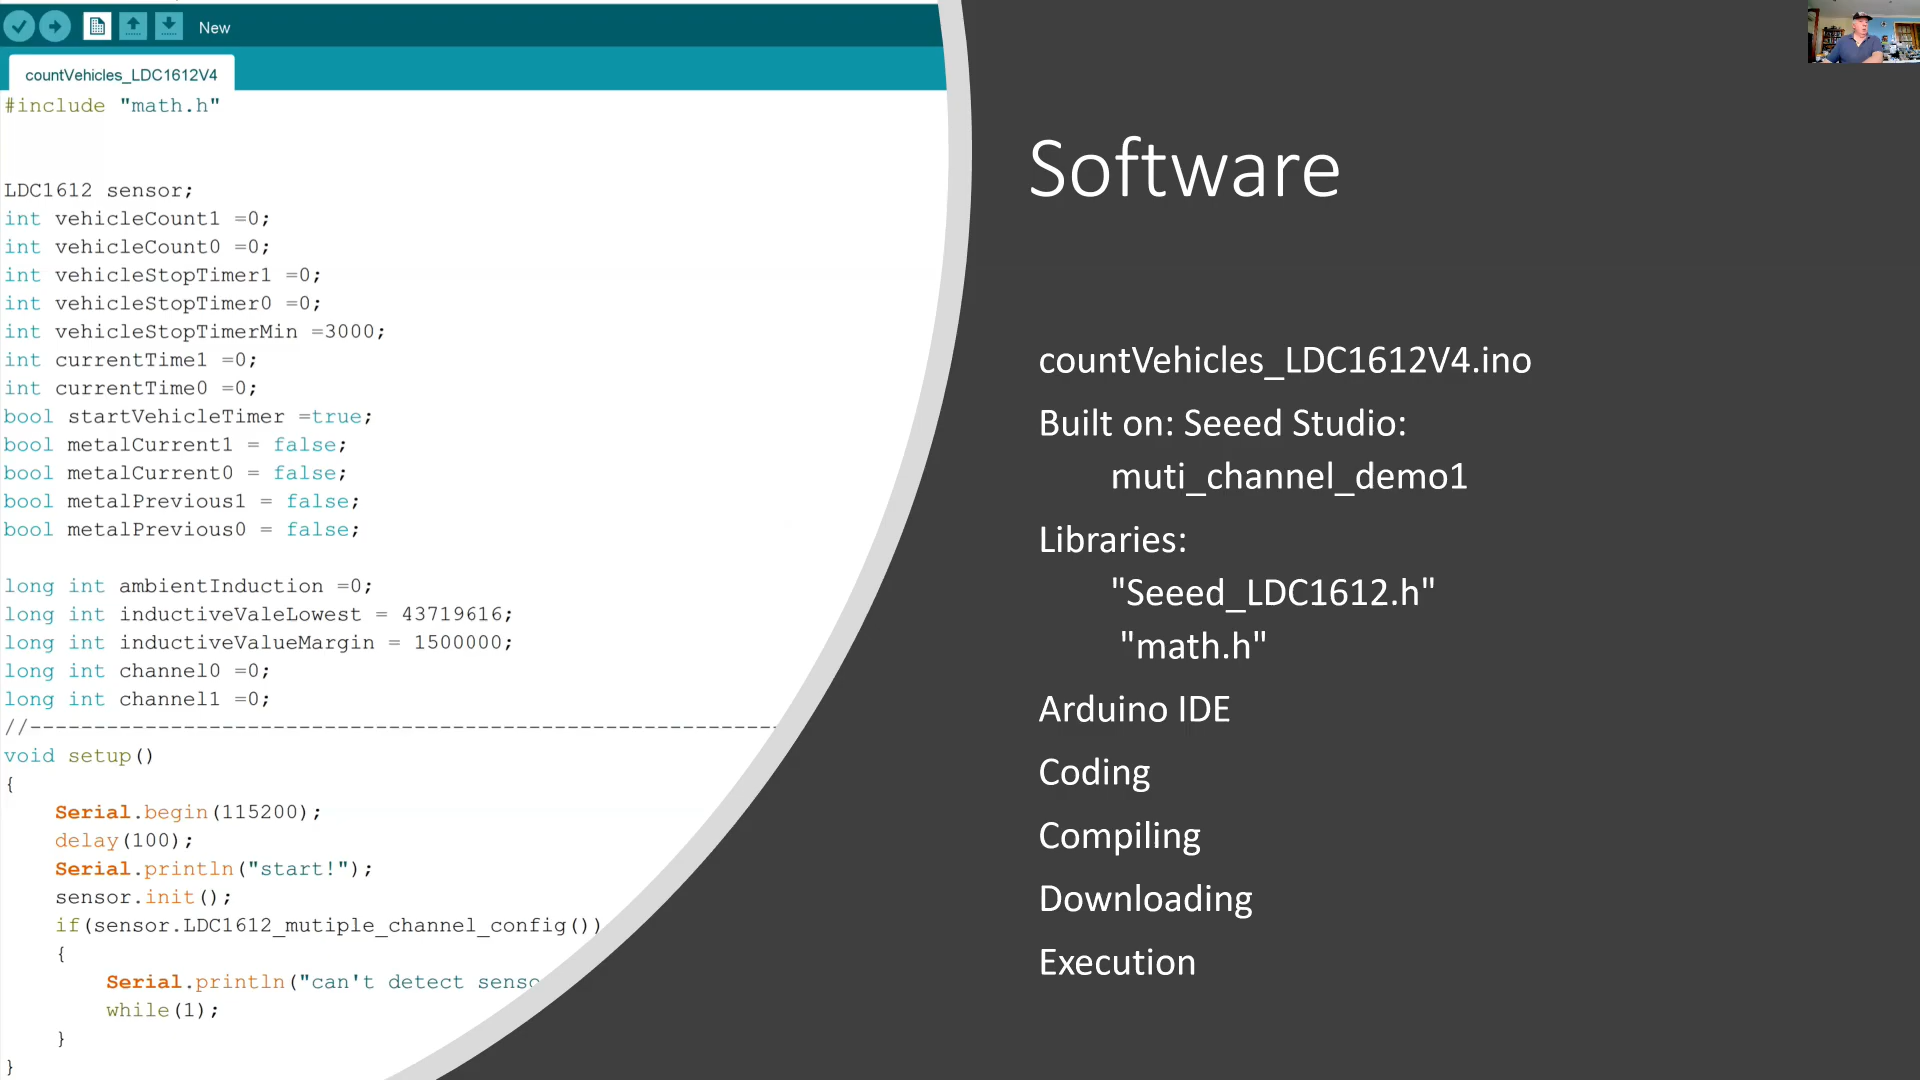 New
countVehicles_LDC1612V4
#include "math.h"
LDC1612 sensor;
int vehicleCount1 =0;
int vehicleCount0 =0;
int vehicleStopTimer1 =0;
int vehicleStopTimer0 =0;
int vehicleStopTimerMin =3000;
int currentTime1 =0;
int currentTime0 =0;
bool startVehicleTimer =true;
bool metalCurrent1 = false;
bool metalCurrent0 = false;
bool metalPrevious1 = false;
bool metalPrevious0 = false;
long int ambientInduction =0;
long int inductiveValeLowest = 43719616;
long int inductiveValueMargin = 1500000;
long int channel0 =0;
long int channel1 =0;
//-----------------------------------------------------------
void setup()
{
Serial.begin(115200);
delay(100);
Serial.println("start!");
sensor.init();
if(sensor.LDC1612_mutiple_channel_config())
{
Serial.println("can't detect senso
while(1);
}
}
Software
countVehicles_LDC1612V4.ino
Built on: Seeed Studio:
muti_channel_demo1
Libraries:
"Seeed_LDC1612.h"
"math.h"
Arduino IDE
Coding
Compiling
Downloading
Execution